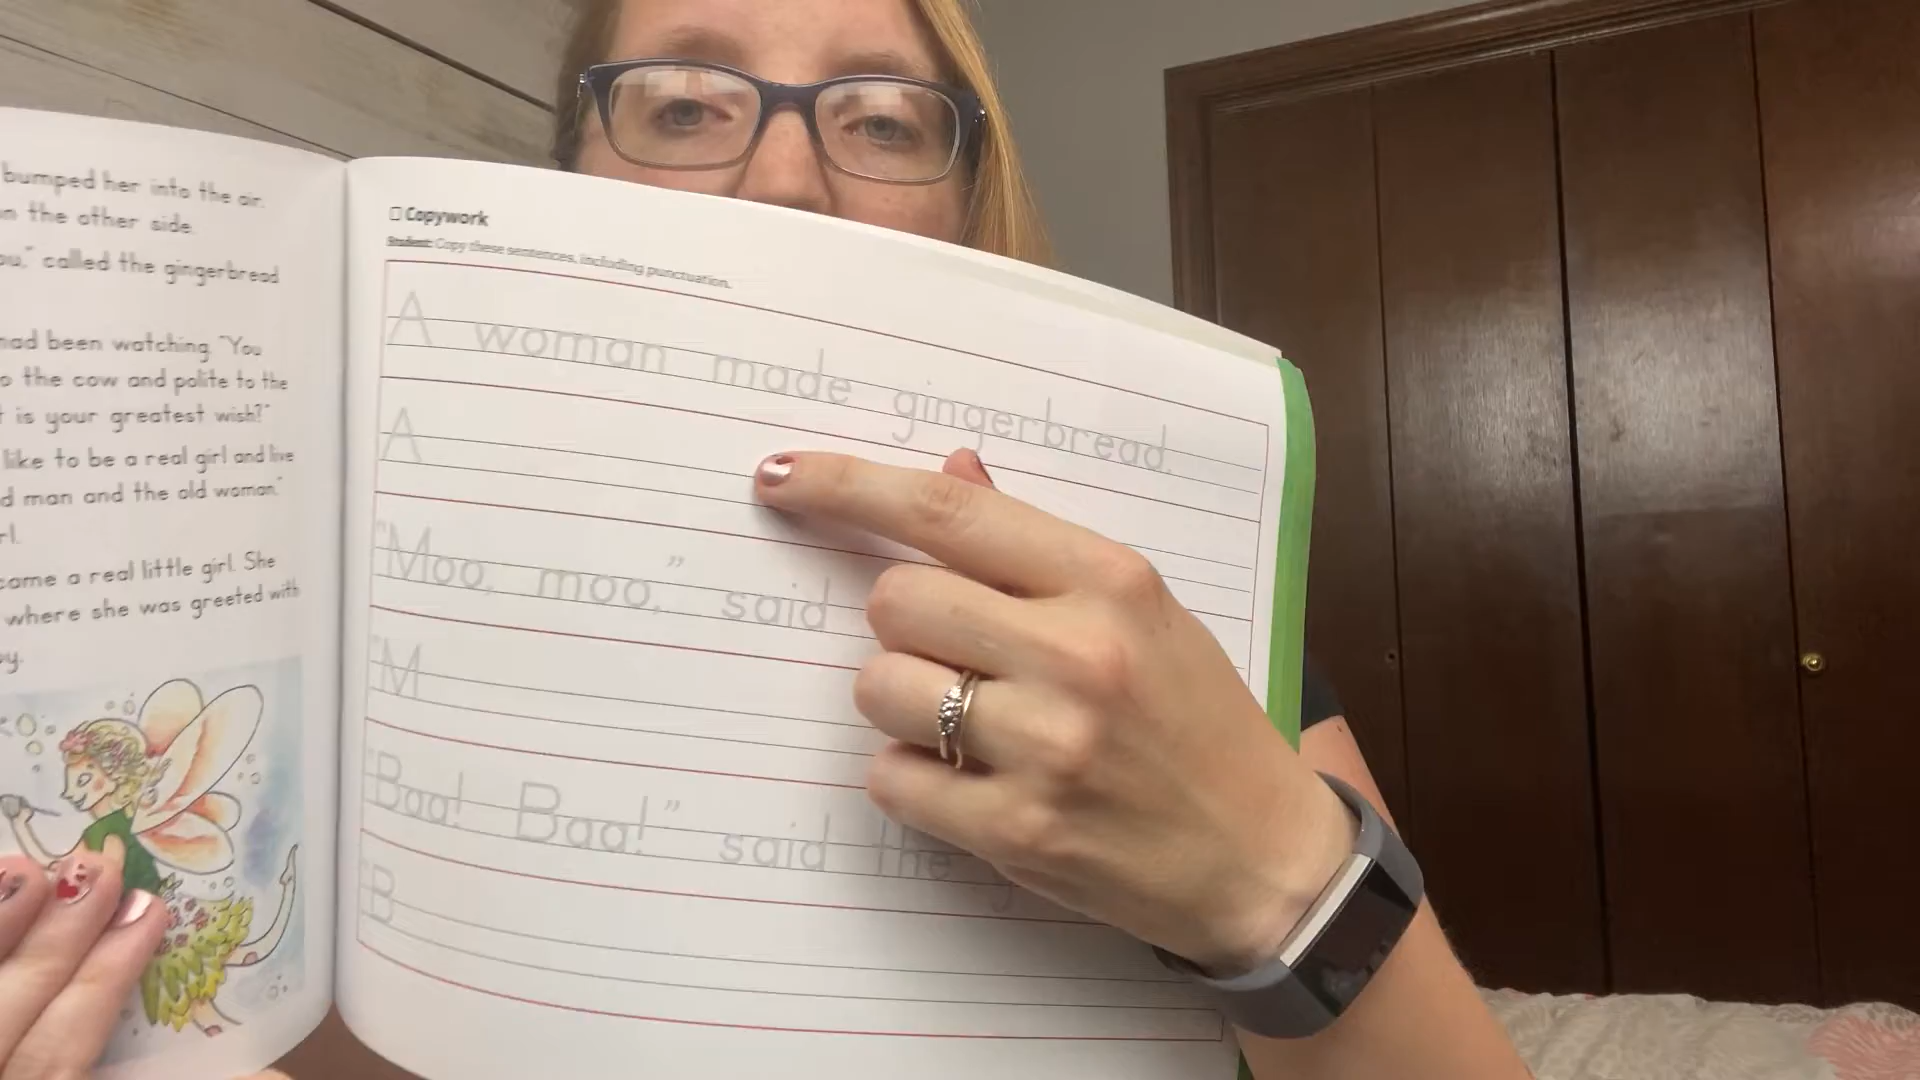 bumped her into the air.
on the other side.
ou," called the gingerbread
had been watching. "You
to the cow and polite to the
t is your greatest wish?"
like to be a real girl and live
d man and the old woman."
rl.
came a real little girl. She
where she was greeted with
oy.
Copywork
Student: Copy these sentences, including punctuation.
A woman made gingerbread.
A
"Moo, moo," said
"M
"Baa! Baa!" said the
"B